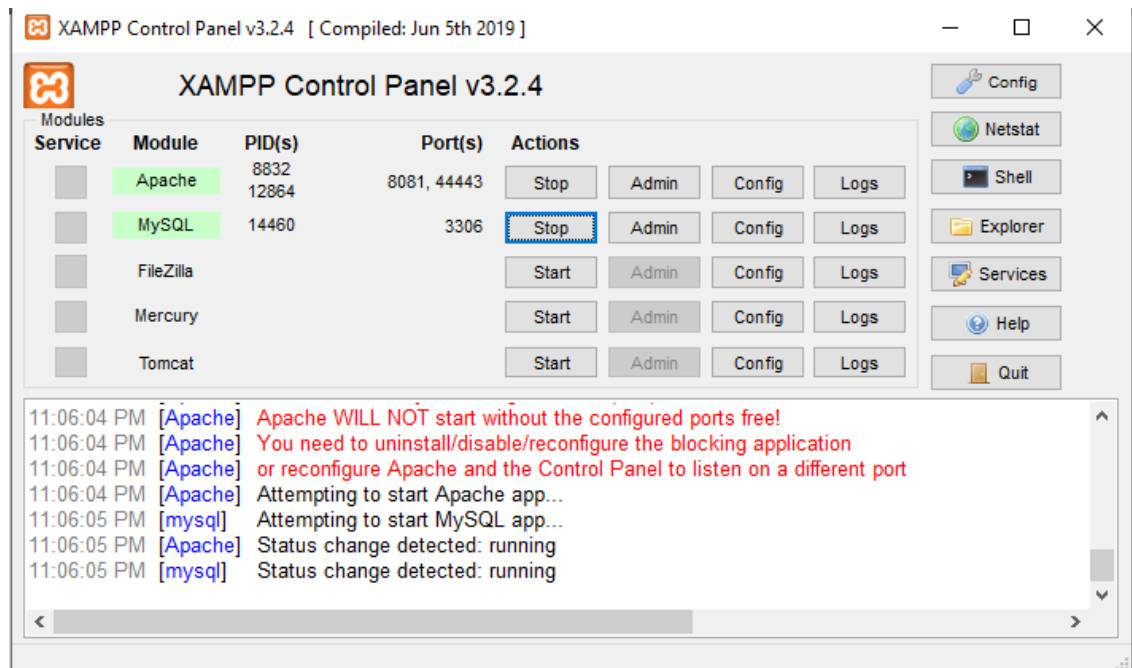 XAMPP Control Panel v3.2.4 [ Compiled: Jun 5th 2019 ]
XAMPP Control Panel v3.2.4
Config
Modules
Netstat
Service Module PID(s) Port(s) Actions
Apache 8832 12864 8081, 44443 Stop Admin Config Logs
Shell
MySQL 14460 3306 Stop Admin Config Logs
Explorer
FileZilla Start Admin Config Logs
Services
Mercury Start Admin Config Logs
Help
Tomcat Start Admin Config Logs
Quit
11:06:04 PM [Apache] Apache WILL NOT start without the configured ports free!
11:06:04 PM [Apache] You need to uninstall/disable/reconfigure the blocking application
11:06:04 PM [Apache] or reconfigure Apache and the Control Panel to listen on a different port
11:06:04 PM [Apache] Attempting to start Apache app...
11:06:05 PM [mysql] Attempting to start MySQL app...
11:06:05 PM [Apache] Status change detected: running
11:06:05 PM [mysql] Status change detected: running